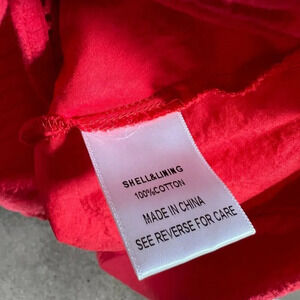 SHELL&LINING
100%COTTON
MADE IN CHINA
SEE REVERSE FOR CARE